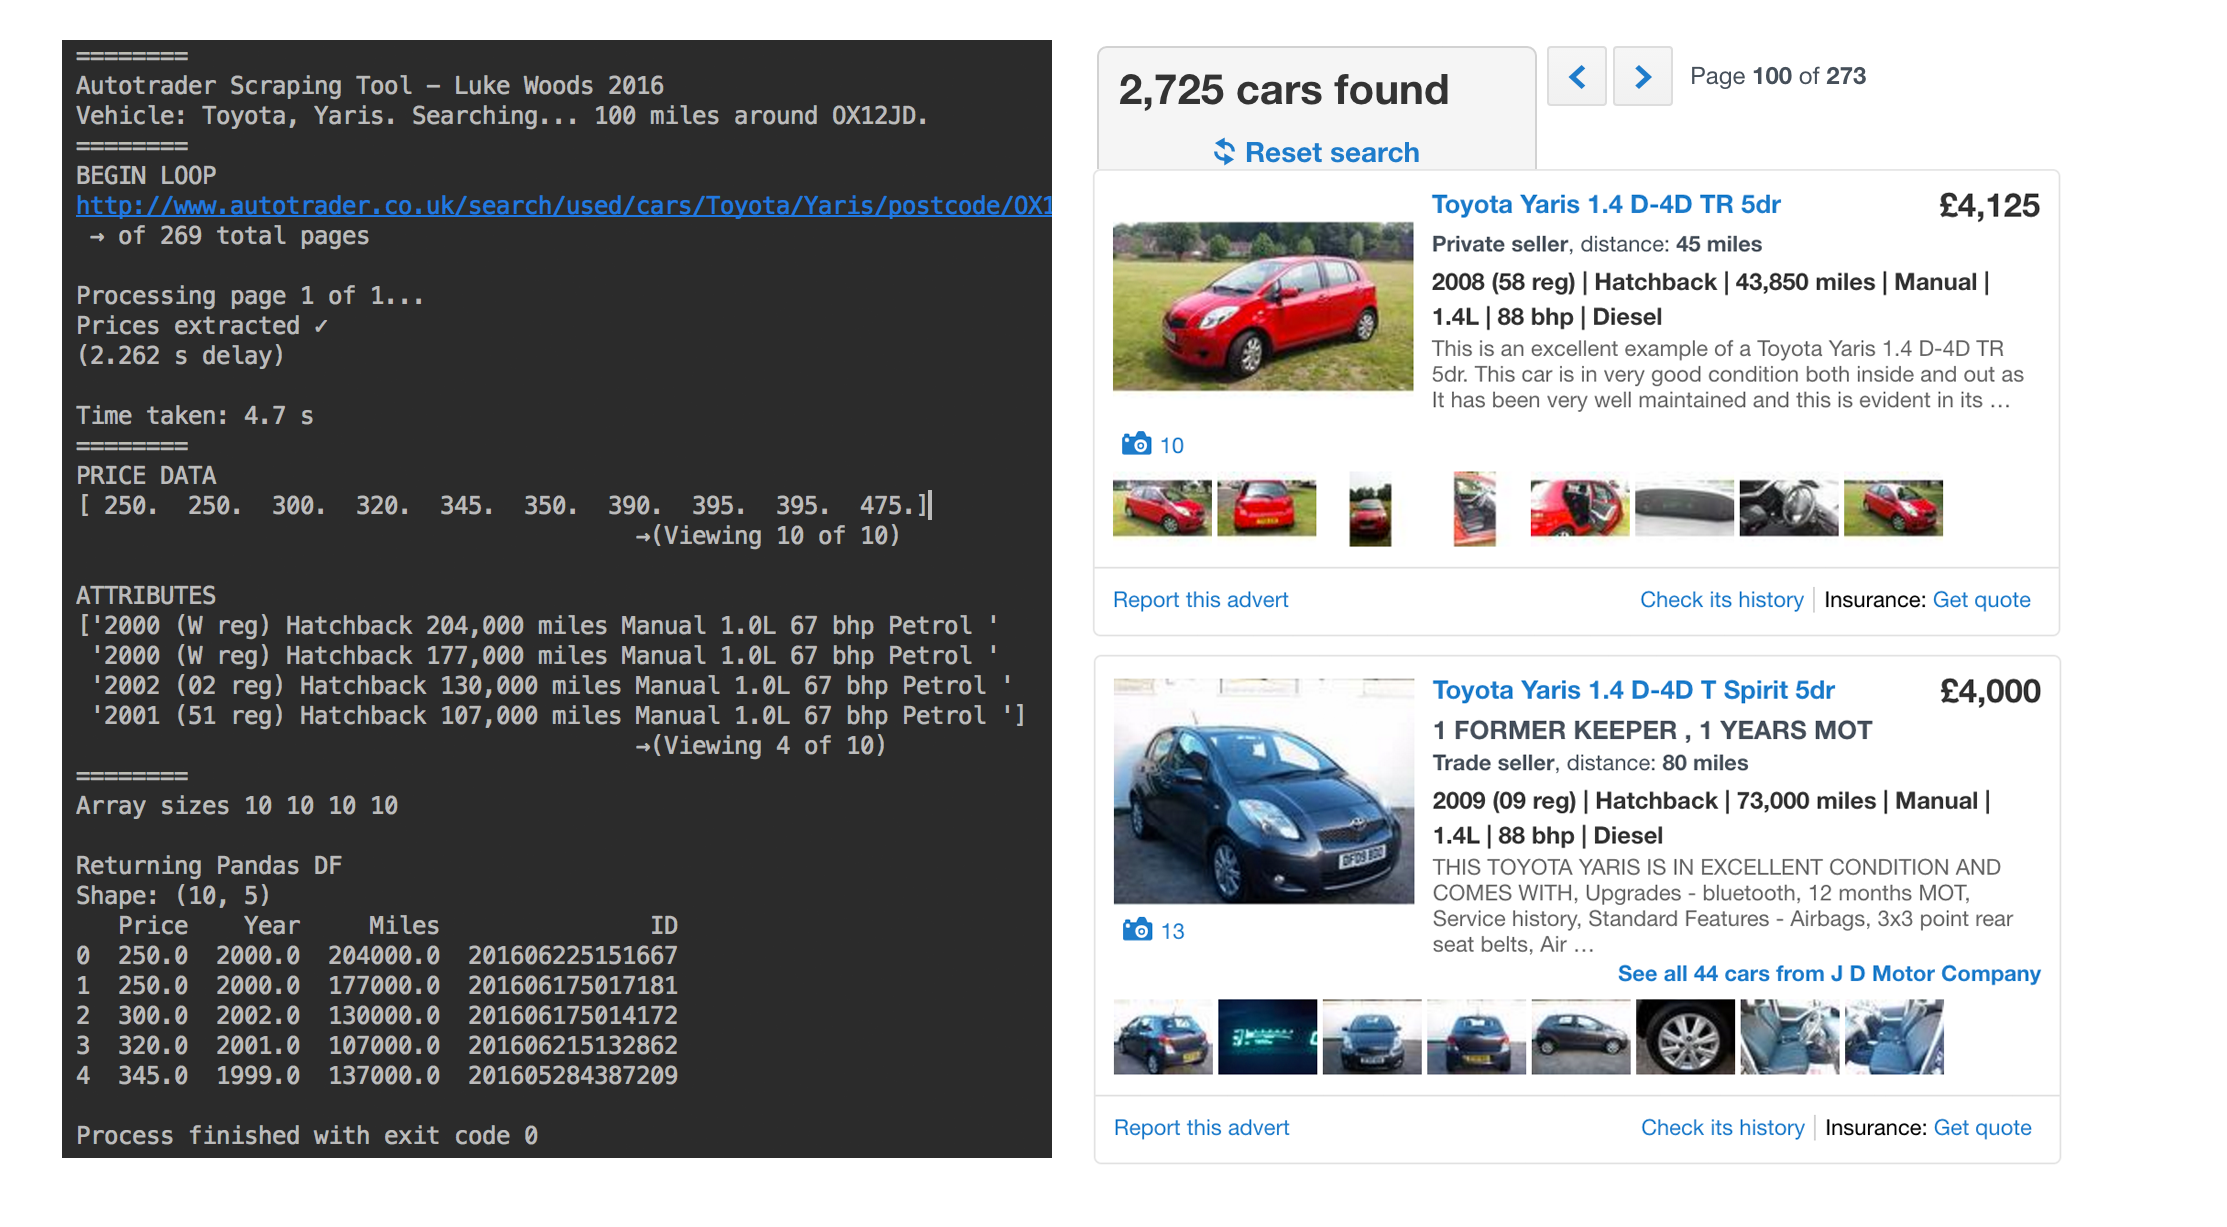 ========
Autotrader Scraping Tool – Luke Woods 2016
Vehicle: Toyota, Yaris. Searching... 100 miles around OX12JD.
========
BEGIN LOOP
http://www.autotrader.co.uk/search/used/cars/Toyota/Yaris/postcode/OX1
→ of 269 total pages
Processing page 1 of 1...
Prices extracted ✓
(2.262 s delay)
Time taken: 4.7 s
========
PRICE DATA
[ 250.  250.  300.  320.  345.  350.  390.  395.  395.  475.]
→(Viewing 10 of 10)
ATTRIBUTES
['2000 (W reg) Hatchback 204,000 miles Manual 1.0L 67 bhp Petrol '
'2000 (W reg) Hatchback 177,000 miles Manual 1.0L 67 bhp Petrol '
'2002 (02 reg) Hatchback 130,000 miles Manual 1.0L 67 bhp Petrol '
'2001 (51 reg) Hatchback 107,000 miles Manual 1.0L 67 bhp Petrol ']
→(Viewing 4 of 10)
========
Array sizes 10 10 10 10
Returning Pandas DF
Shape: (10, 5)
Price Year Miles ID
0 250.0 2000.0 204000.0 201606225151667
1 250.0 2000.0 177000.0 201606175017181
2 300.0 2002.0 130000.0 201606175014172
3 320.0 2001.0 107000.0 201606215132862
4 345.0 1999.0 137000.0 201605284387209
Process finished with exit code 0
2,725 cars found
Reset search
Page 100 of 273
Toyota Yaris 1.4 D-4D TR 5dr
£4,125
Private seller, distance: 45 miles
2008 (58 reg) | Hatchback | 43,850 miles | Manual |
1.4L | 88 bhp | Diesel
This is an excellent example of a Toyota Yaris 1.4 D-4D TR
5dr. This car is in very good condition both inside and out as
It has been very well maintained and this is evident in its …
10
Report this advert
Check its history
Insurance: Get quote
Toyota Yaris 1.4 D-4D T Spirit 5dr
£4,000
1 FORMER KEEPER , 1 YEARS MOT
Trade seller, distance: 80 miles
2009 (09 reg) | Hatchback | 73,000 miles | Manual |
1.4L | 88 bhp | Diesel
THIS TOYOTA YARIS IS IN EXCELLENT CONDITION AND
COMES WITH, Upgrades - bluetooth, 12 months MOT,
Service history, Standard Features - Airbags, 3x3 point rear
seat belts, Air …
13
See all 44 cars from J D Motor Company
Report this advert
Check its history
Insurance: Get quote